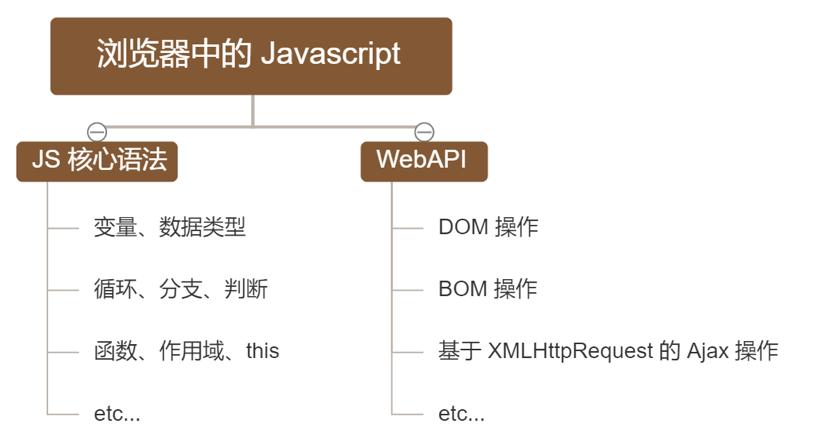 浏览器中的 Javascript
JS 核心语法
变量、数据类型
循环、分支、判断
函数、作用域、this
etc...
WebAPI
DOM 操作
BOM 操作
基于 XMLHttpRequest 的 Ajax 操作
etc...